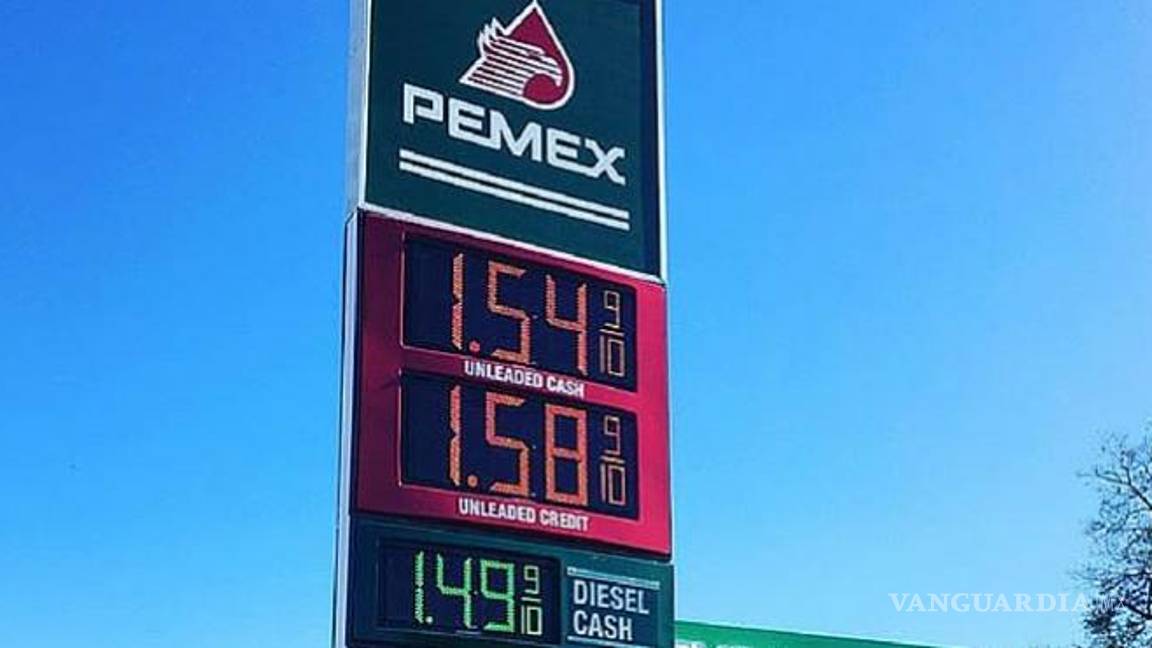 PEMEX
1.54 9/10
UNLEADED CASH
1.58 9/10
UNLEADED CREDIT
1.49 9/10
DIESEL
CASH
VANGUARDIA MX